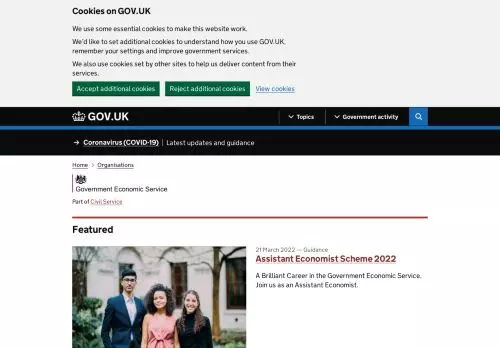 Cookies on GOV.UK
We use some essential cookies to make this website work.
We'd like to set additional cookies to understand how you use GOV.UK,
remember your settings and improve government services.
We also use cookies set by other sites to help us deliver content from their
services.
Accept additional cookies Reject additional cookies View cookies
GOV.UK Topics Government activity
→ Coronavirus (COVID-19) Latest updates and guidance
Home > Organisations
Government Economic Service
Part of Civil Service
Featured
21 March 2022 — Guidance
Assistant Economist Scheme 2022
A Brilliant Career in the Government Economic Service.
Join us as an Assistant Economist.